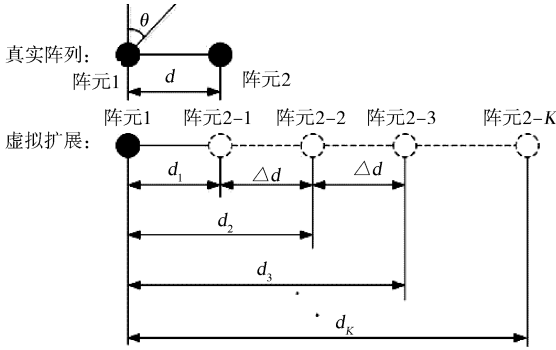 θ
真实阵列:
阵元1 d 阵元2
阵元1 阵元2-1 阵元2-2 阵元2-3 阵元2-K
虚拟扩展:
d₁ △d △d
d₂
d₃
d_K